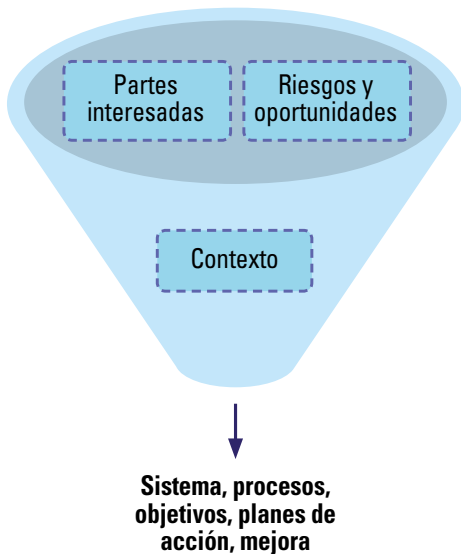 Partes
interesadas
Riesgos y
oportunidades
Contexto
Sistema, procesos,
objetivos, planes de
acción, mejora